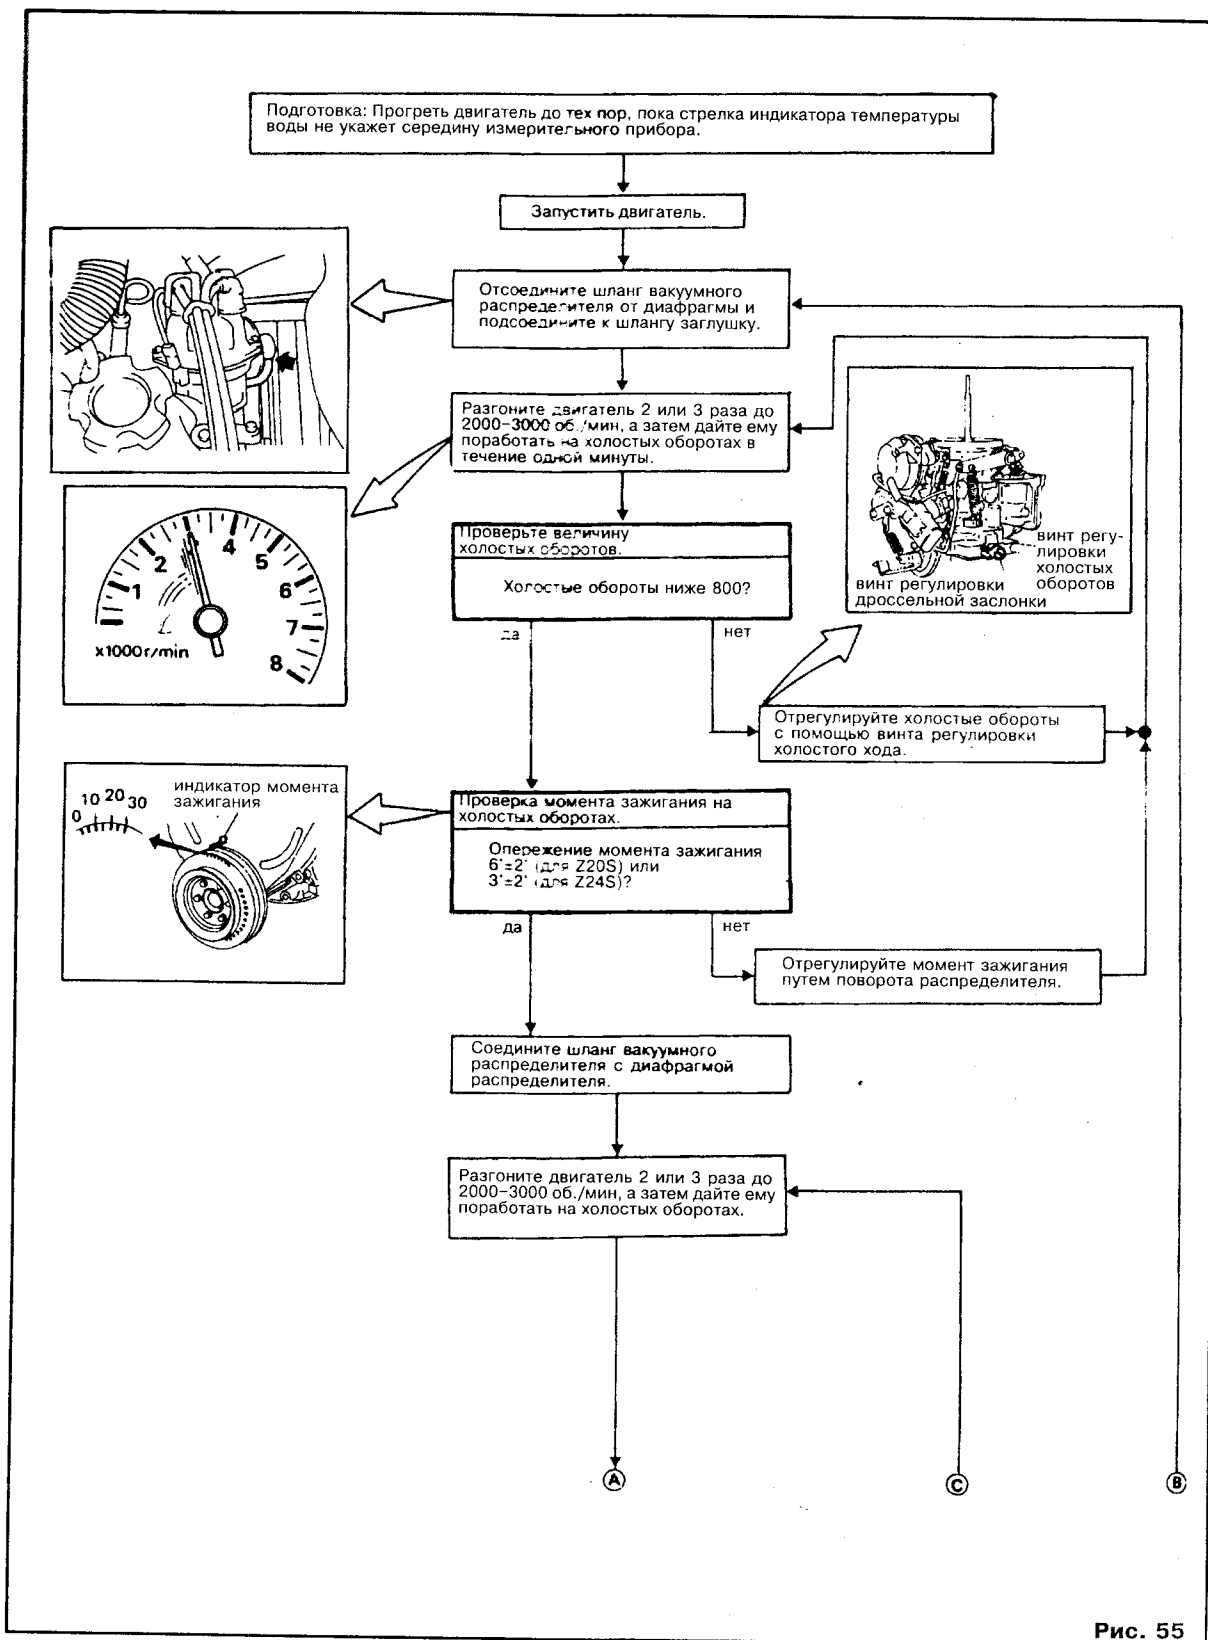 Подготовка: Прогреть двигатель до тех пор, пока стрелка индикатора температуры
воды не укажет середину измерительного прибора.
Запустить двигатель.
Отсоедините шланг вакуумного
распределителя от диафрагмы и
подсоедините к шлангу заглушку.
Разгоните двигатель 2 или 3 раза до
2000–3000 об./мин, а затем дайте ему
поработать на холостых оборотах в
течение одной минуты.
1
2
4
5
6
7
8
x1000 r/min
Проверьте величину
холостых оборотов.
Холостые обороты ниже 800?
да
нет
винт регу-
лировки
холостых
оборотов
винт регулировки
дроссельной заслонки
Отрегулируйте холостые обороты
с помощью винта регулировки
холостого хода.
индикатор момента
зажигания
0 10 20 30
Проверка момента зажигания на
холостых оборотах.
Опережение момента зажигания
6°±2° (для Z20S) или
3°±2° (для Z24S)?
да
нет
Отрегулируйте момент зажигания
путем поворота распределителя.
Соедините шланг вакуумного
распределителя с диафрагмой
распределителя.
Разгоните двигатель 2 или 3 раза до
2000–3000 об./мин, а затем дайте ему
поработать на холостых оборотах.
A
C
B
Рис. 55